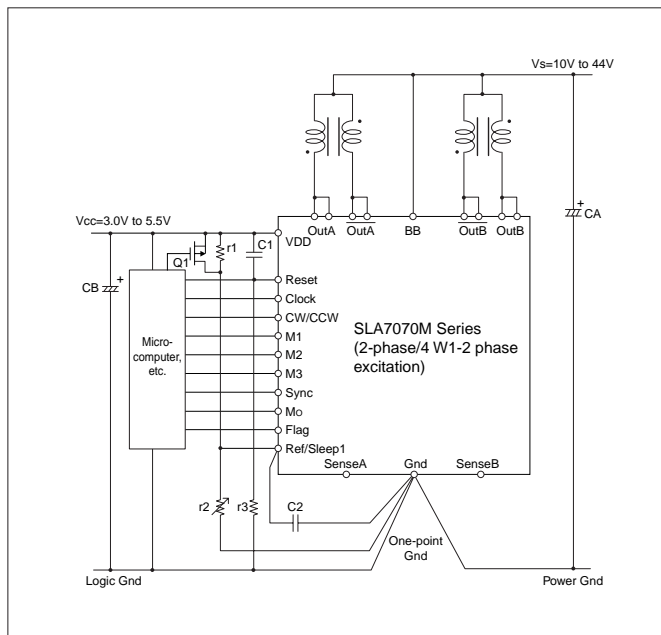 Vs=10V to 44V
Vcc=3.0V to 5.5V
CA
CB
Q1
r1
C1
OutA
OutA
BB
OutB
OutB
VDD
Reset
Clock
CW/CCW
M1
M2
M3
Sync
Mo
Flag
Ref/Sleep1
Micro-
computer,
etc.
SLA7070M Series
(2-phase/4 W1-2 phase
excitation)
SenseA
Gnd
SenseB
r2
r3
C2
One-point
Gnd
Logic Gnd
Power Gnd